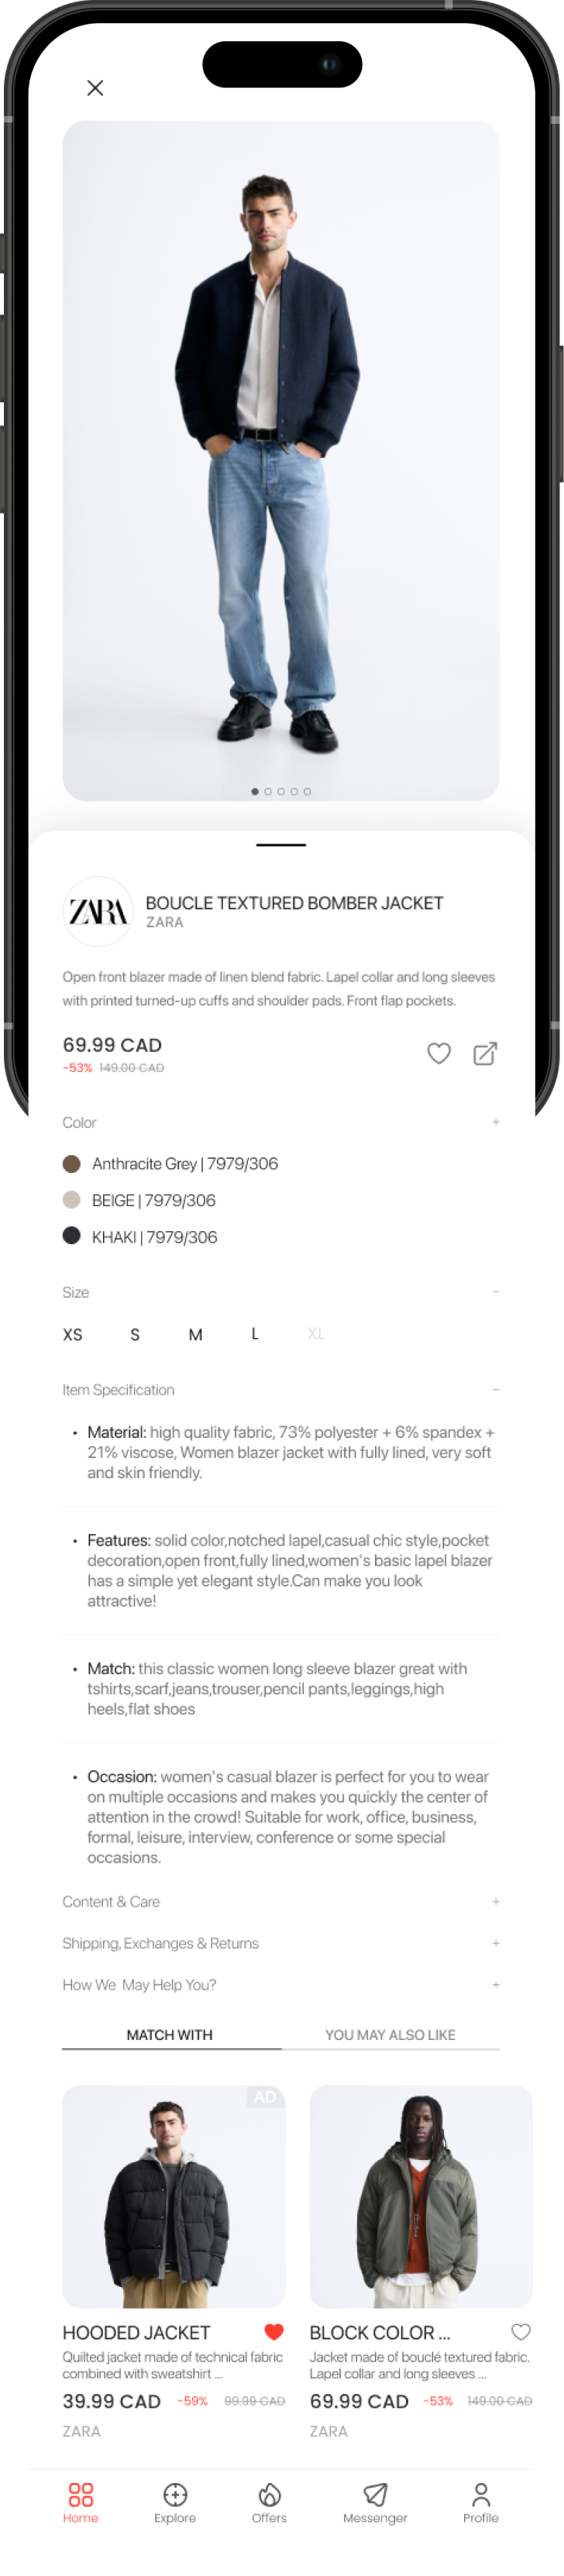 ZARA
BOUCLE TEXTURED BOMBER JACKET
ZARA
Open front blazer made of linen blend fabric. Lapel collar and long sleeves
with printed turned-up cuffs and shoulder pads. Front flap pockets.
69.99 CAD
-53% 149.00 CAD
Color +
Anthracite Grey | 7979/306
BEIGE | 7979/306
KHAKI | 7979/306
Size −
XS S M L XL
Item Specification −
• Material: high quality fabric, 73% polyester + 6% spandex +
21% viscose, Women blazer jacket with fully lined, very soft
and skin friendly.
• Features: solid color,notched lapel,casual chic style,pocket
decoration,open front,fully lined,women's basic lapel blazer
has a simple yet elegant style.Can make you look
attractive!
• Match: this classic women long sleeve blazer great with
tshirts,scarf,jeans,trouser,pencil pants,leggings,high
heels,flat shoes
• Occasion: women's casual blazer is perfect for you to wear
on multiple occasions and makes you quickly the center of
attention in the crowd! Suitable for work, office, business,
formal, leisure, interview, conference or some special
occasions.
Content & Care +
Shipping, Exchanges & Returns +
How We May Help You? +
MATCH WITH YOU MAY ALSO LIKE
AD
HOODED JACKET
Quilted jacket made of technical fabric
combined with sweatshirt ...
39.99 CAD -59% 99.99 CAD
ZARA
BLOCK COLOR ...
Jacket made of bouclé textured fabric.
Lapel collar and long sleeves ...
69.99 CAD -53% 149.00 CAD
ZARA
Home Explore Offers Messenger Profile